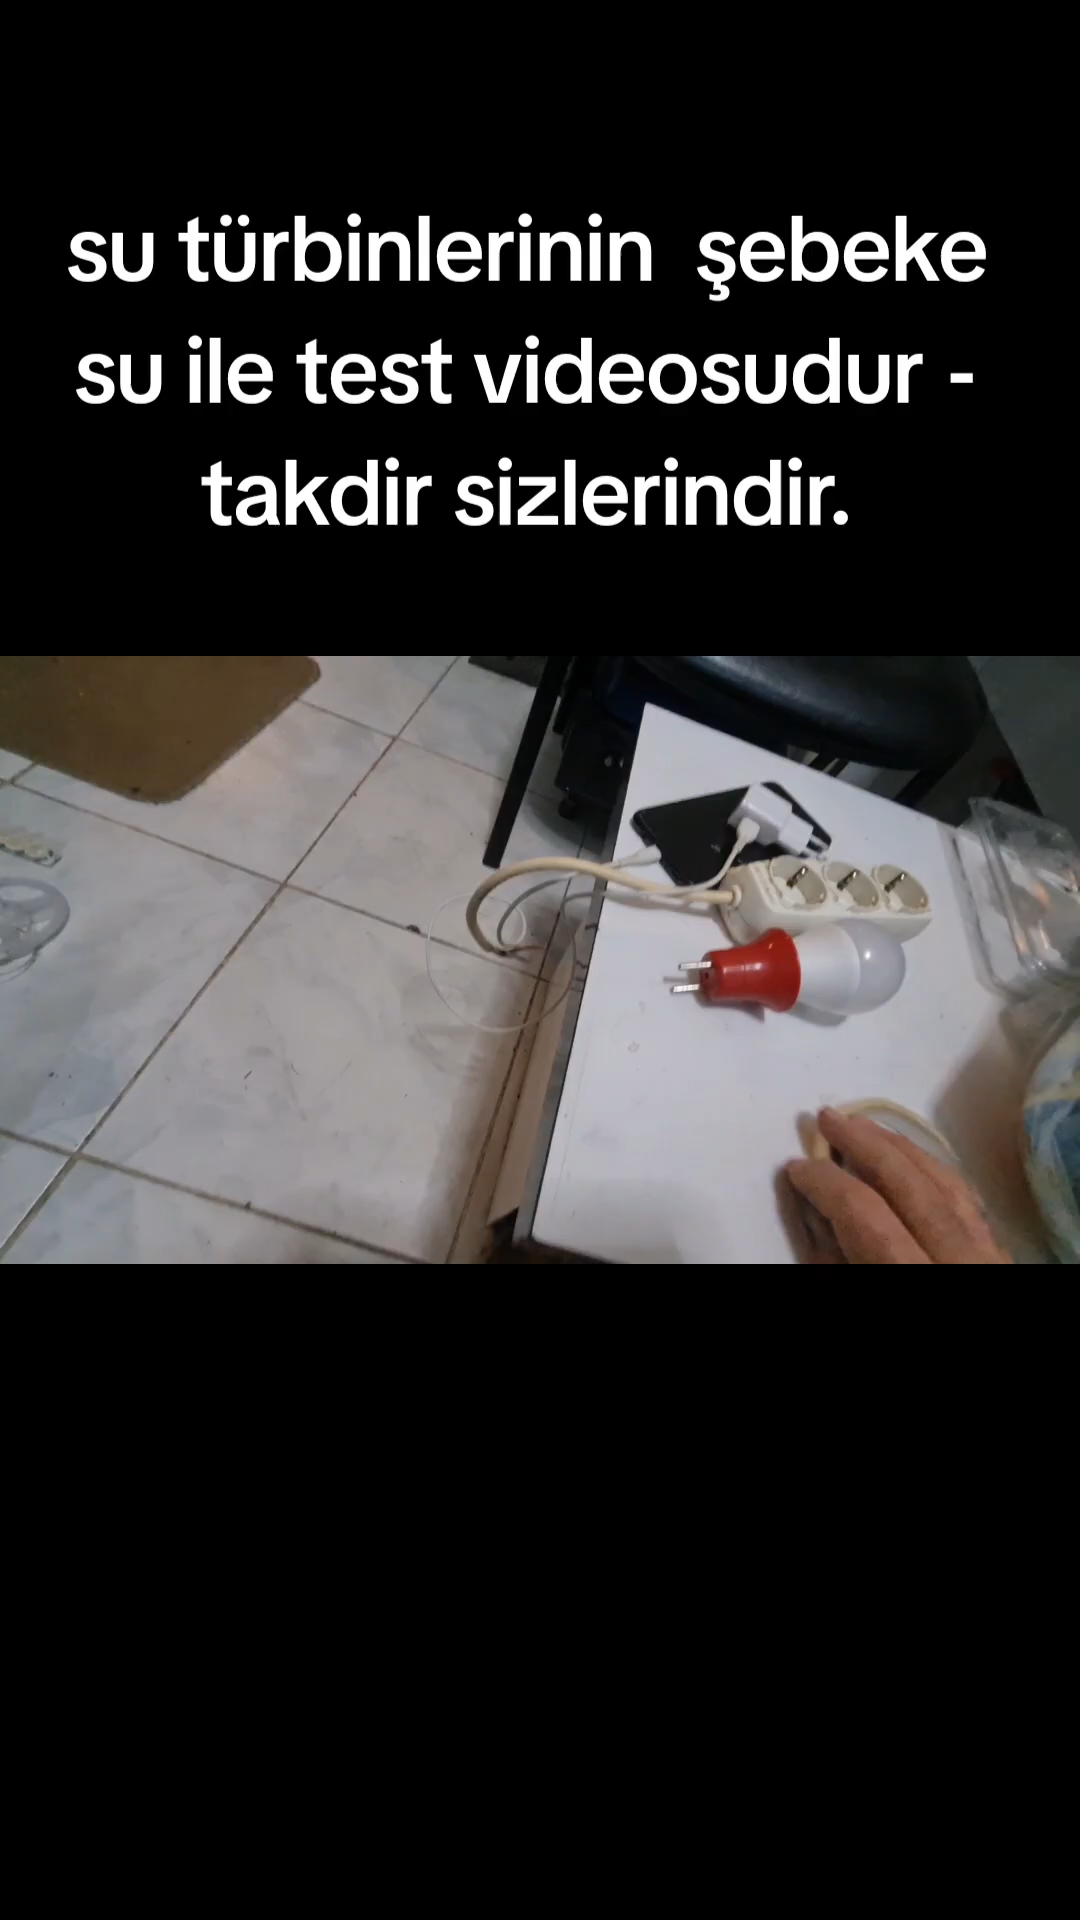 su türbinlerinin  şebeke
su ile test videosudur -
takdir sizlerindir.